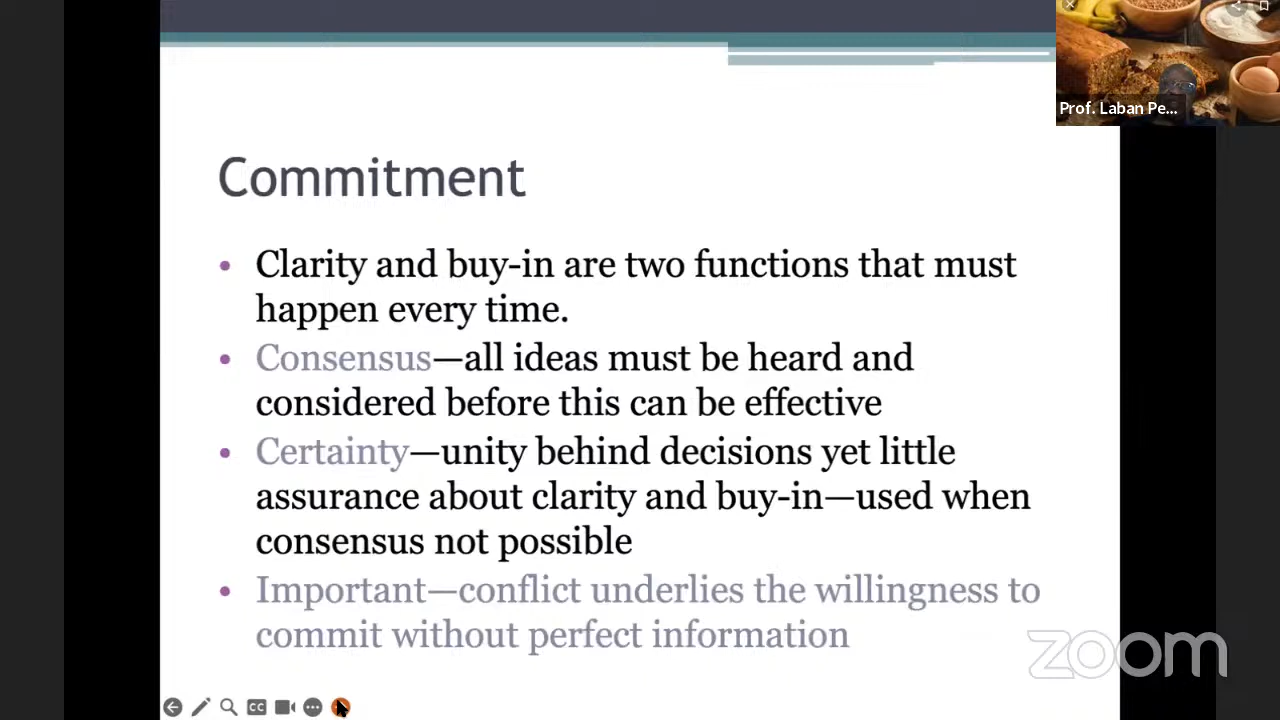 Prof. Laban Pe...
Commitment
Clarity and buy-in are two functions that must
happen every time.
Consensus—all ideas must be heard and
considered before this can be effective
Certainty—unity behind decisions yet little
assurance about clarity and buy-in—used when
consensus not possible
Important—conflict underlies the willingness to
commit without perfect information
zoom
CC